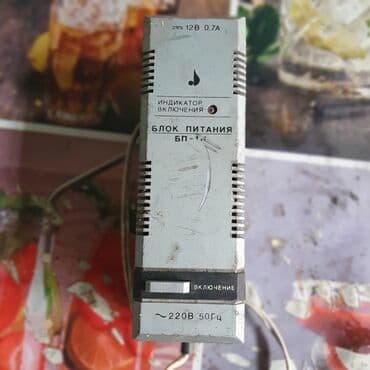 12В 0,7А
ИНДИКАТОР
ВКЛЮЧЕНИЯ
БЛОК ПИТАНИЯ
ВКЛЮЧЕНИЕ
~220В 50Гц